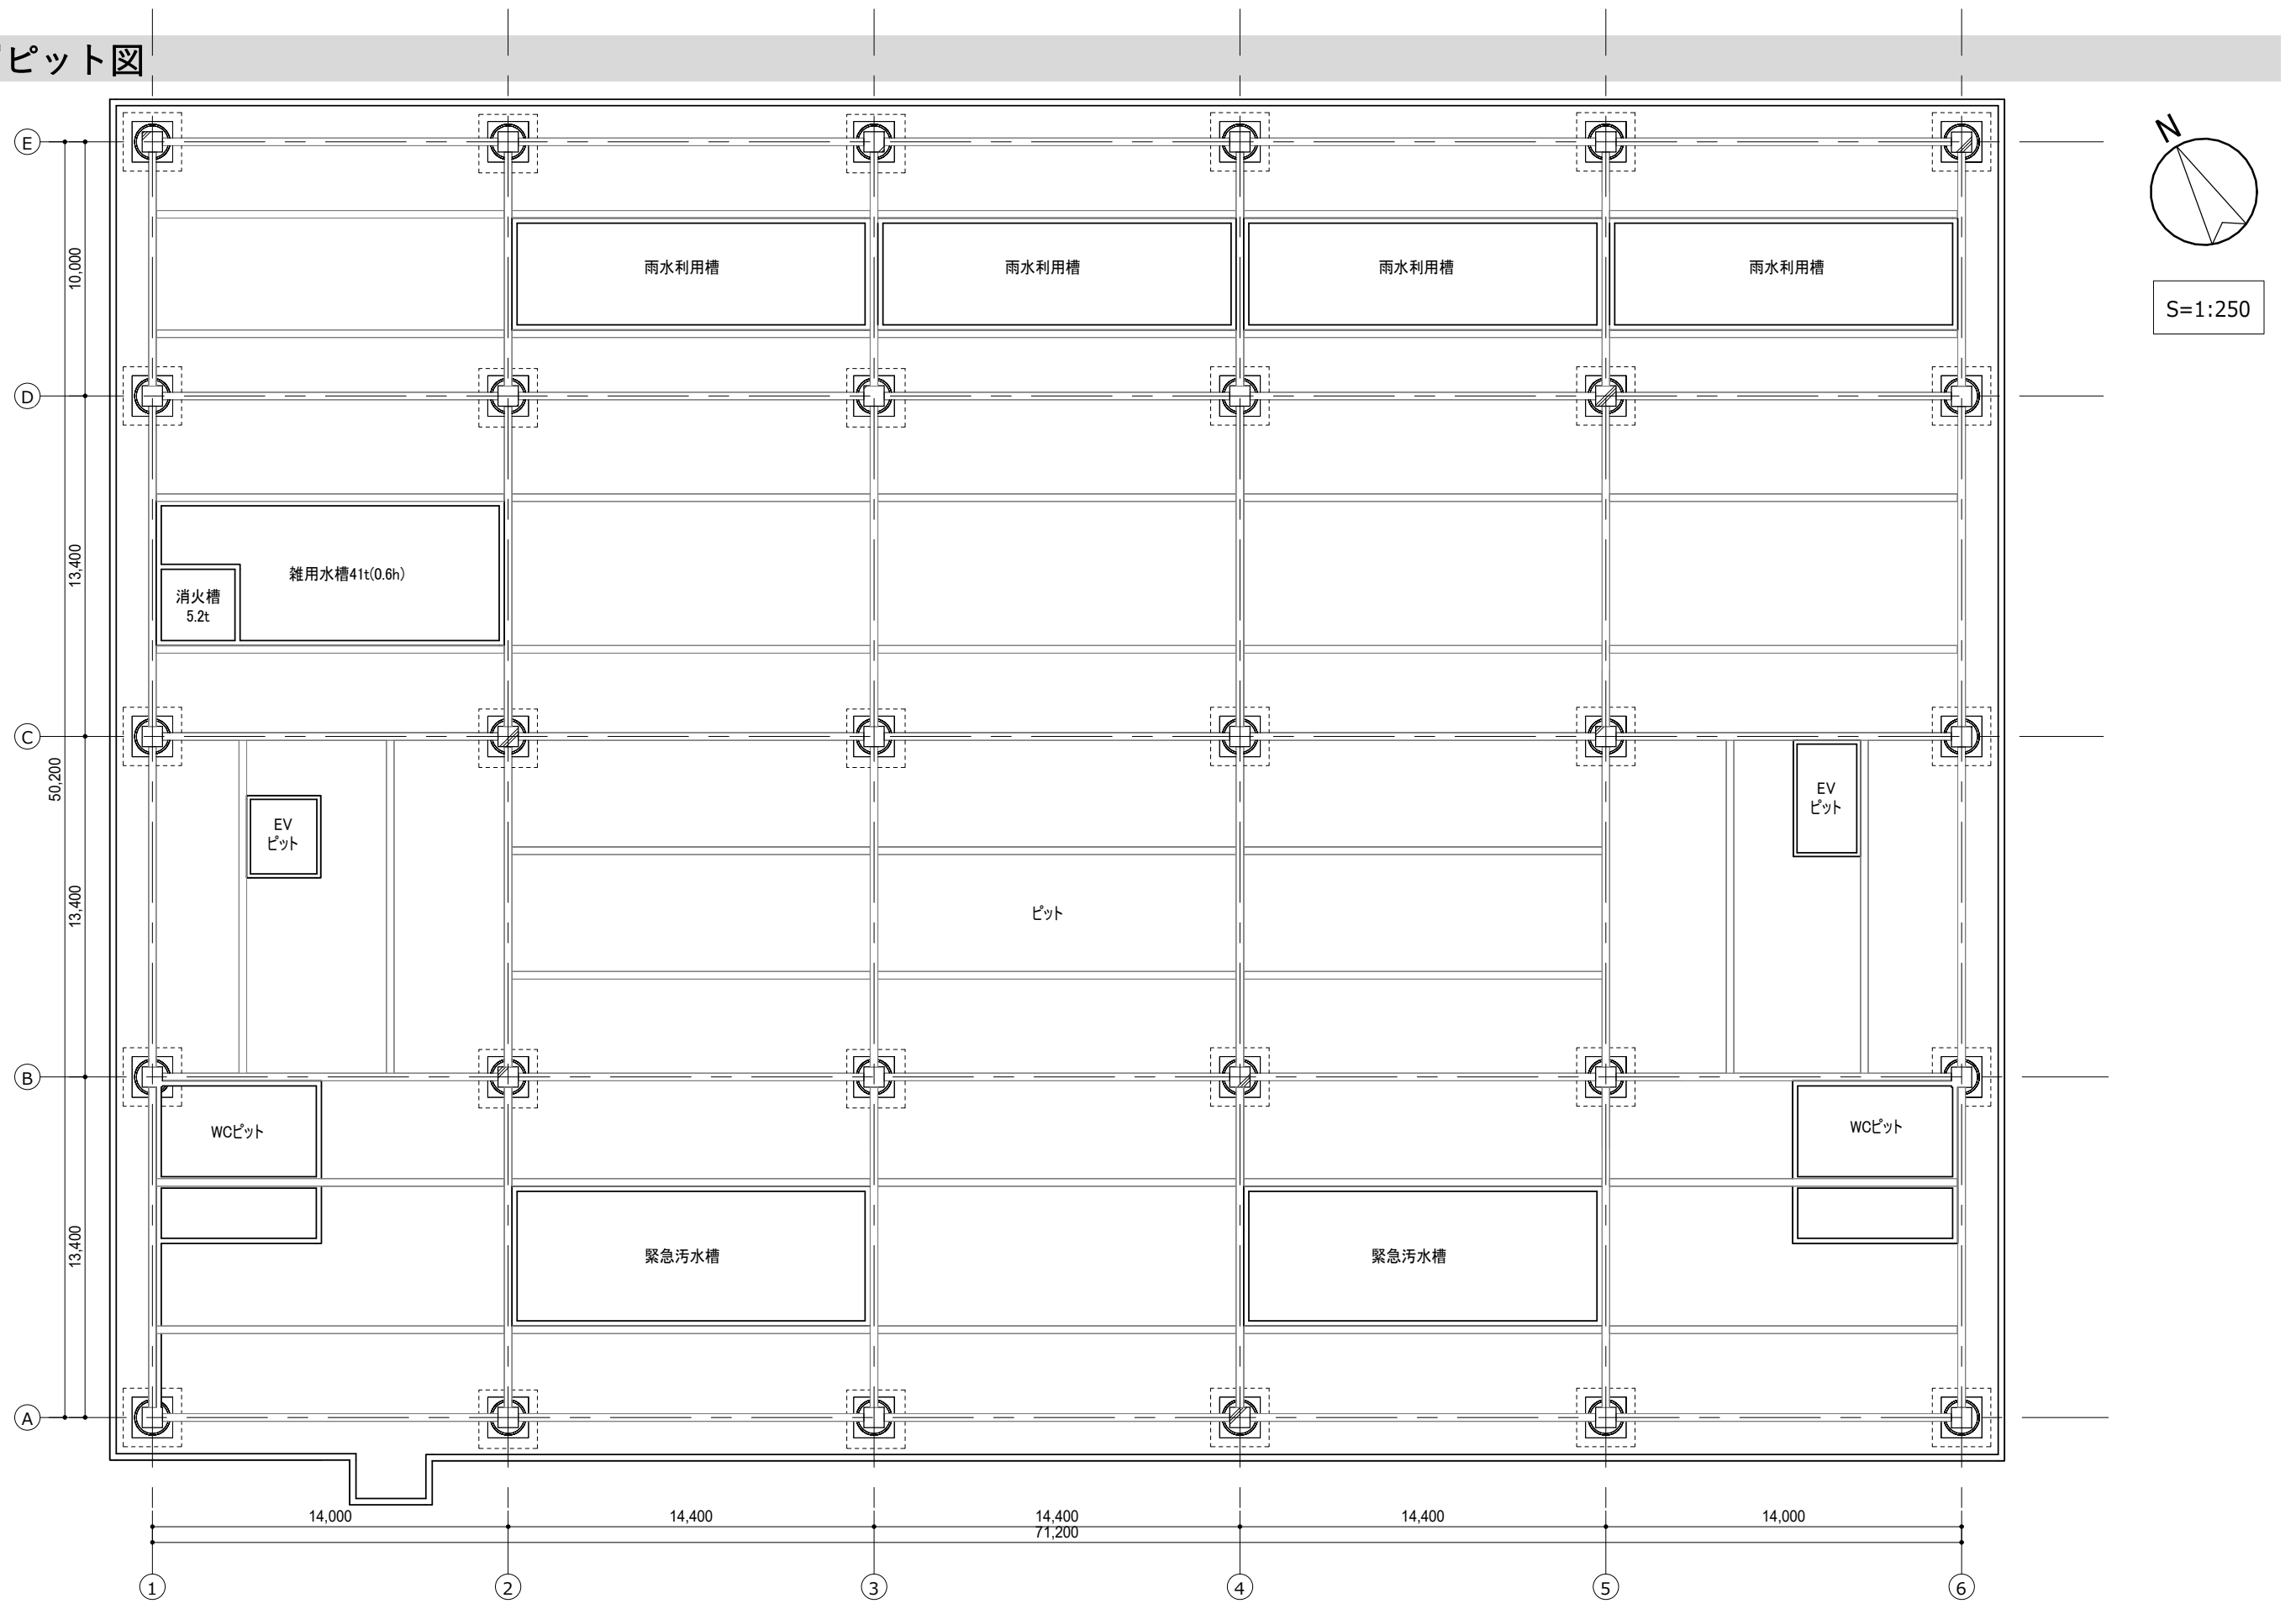 ピット図
N
S=1:250
E
10,000
雨水利用槽 雨水利用槽 雨水利用槽 雨水利用槽
D
13,400
雑用水槽41t(0.6h)
消火槽
5.2t
C
50,200
EV
ピット
EV
ピット
13,400
ピット
B
WCピット
WCピット
13,400
緊急汚水槽 緊急汚水槽
A
14,000 14,400 14,400 14,400 14,000
71,200
1 2 3 4 5 6